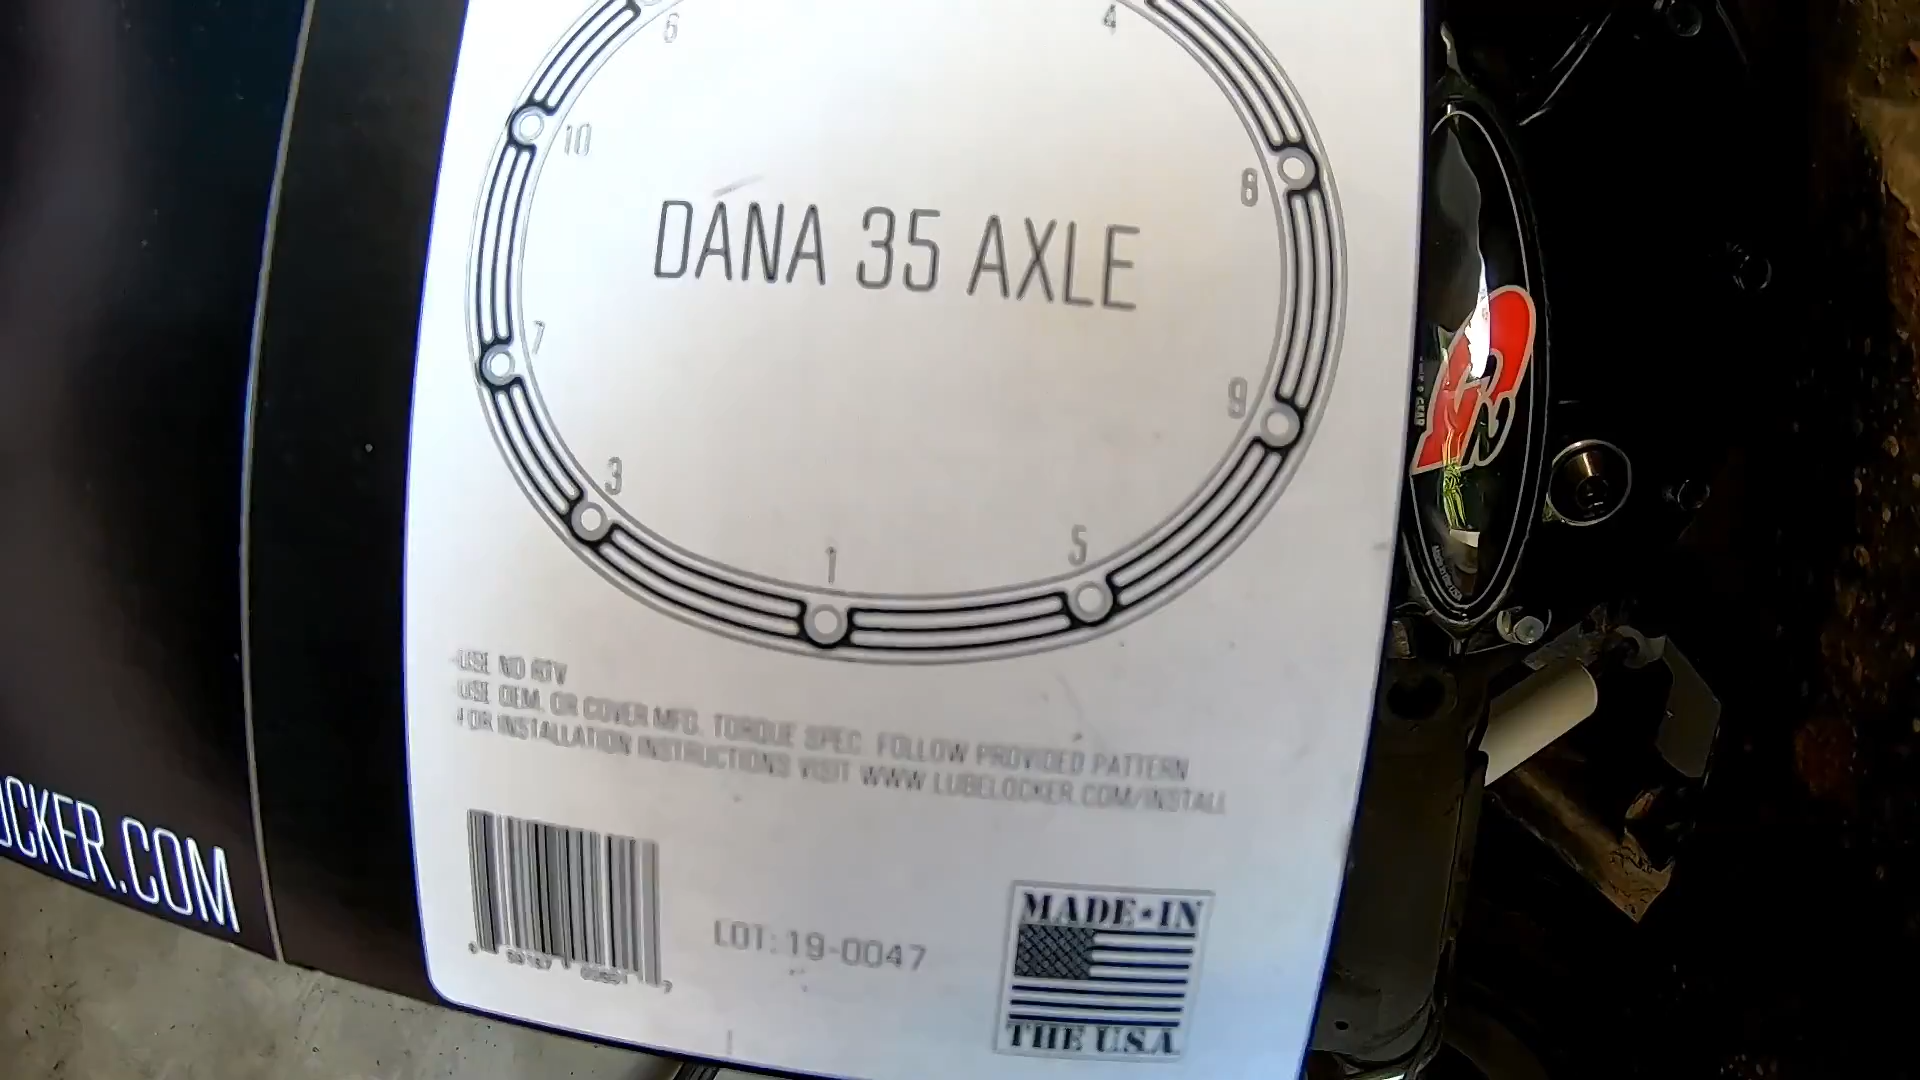 6
4
10
8
DANA 35 AXLE
7
9
3
1
5
-USE NO RTV
-USE OEM, OR COVER MFG. TORQUE SPEC. FOLLOW PROVIDED PATTERN
-FOR INSTALLATION INSTRUCTIONS VISIT WWW.LUBELOCKER.COM/INSTALL
OCKER.COM
LOT:19-0047
MADE IN
THE U.S.A.